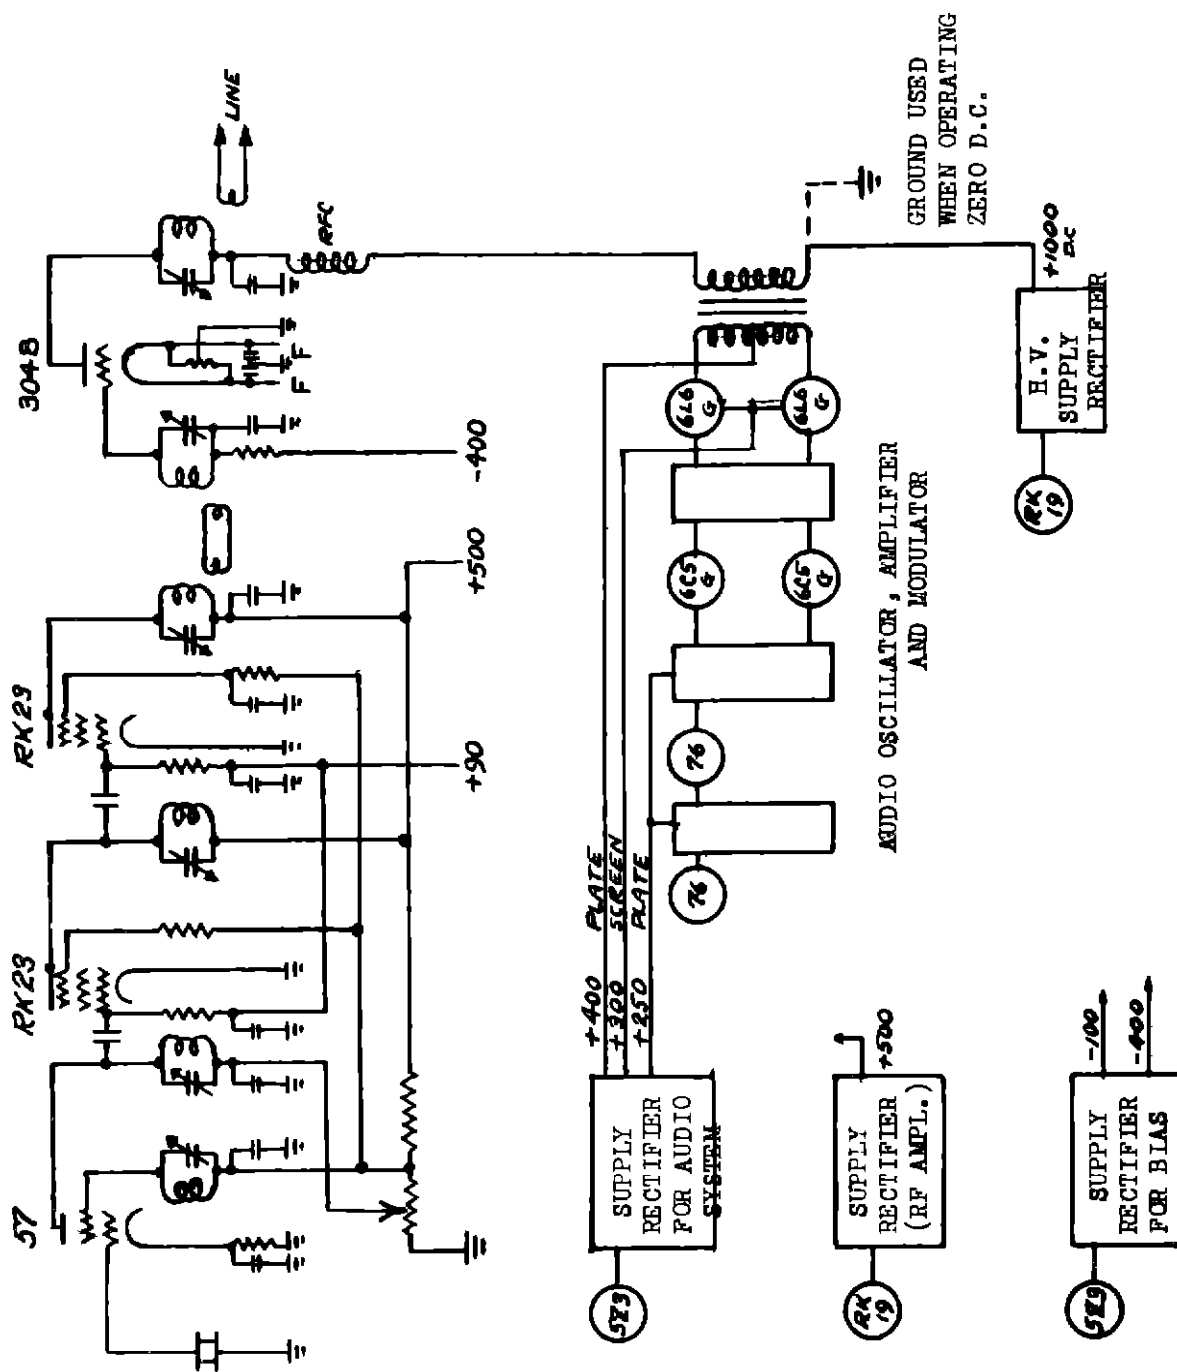 57
RK23
RK23
304B
LINE
RFC
+90
+500
-400
F
F
+400 PLATE
+300 SCREEN
+250 PLATE
SUPPLY
RECTIFIER
FOR AUDIO
SYSTEM
5Z3
76
76
6C5
G
6C5
G
6L6
G
6L6
G
AUDIO OSCILLATOR, AMPLIFIER
AND MODULATOR
GROUND USED
WHEN OPERATING
ZERO D.C.
+1000
D.C
H.V.
SUPPLY
RECTIFIER
RK
19
SUPPLY
RECTIFIER
(RF AMPL.)
+500
RK
19
SUPPLY
RECTIFIER
FOR BIAS
-100
-400
5Z3